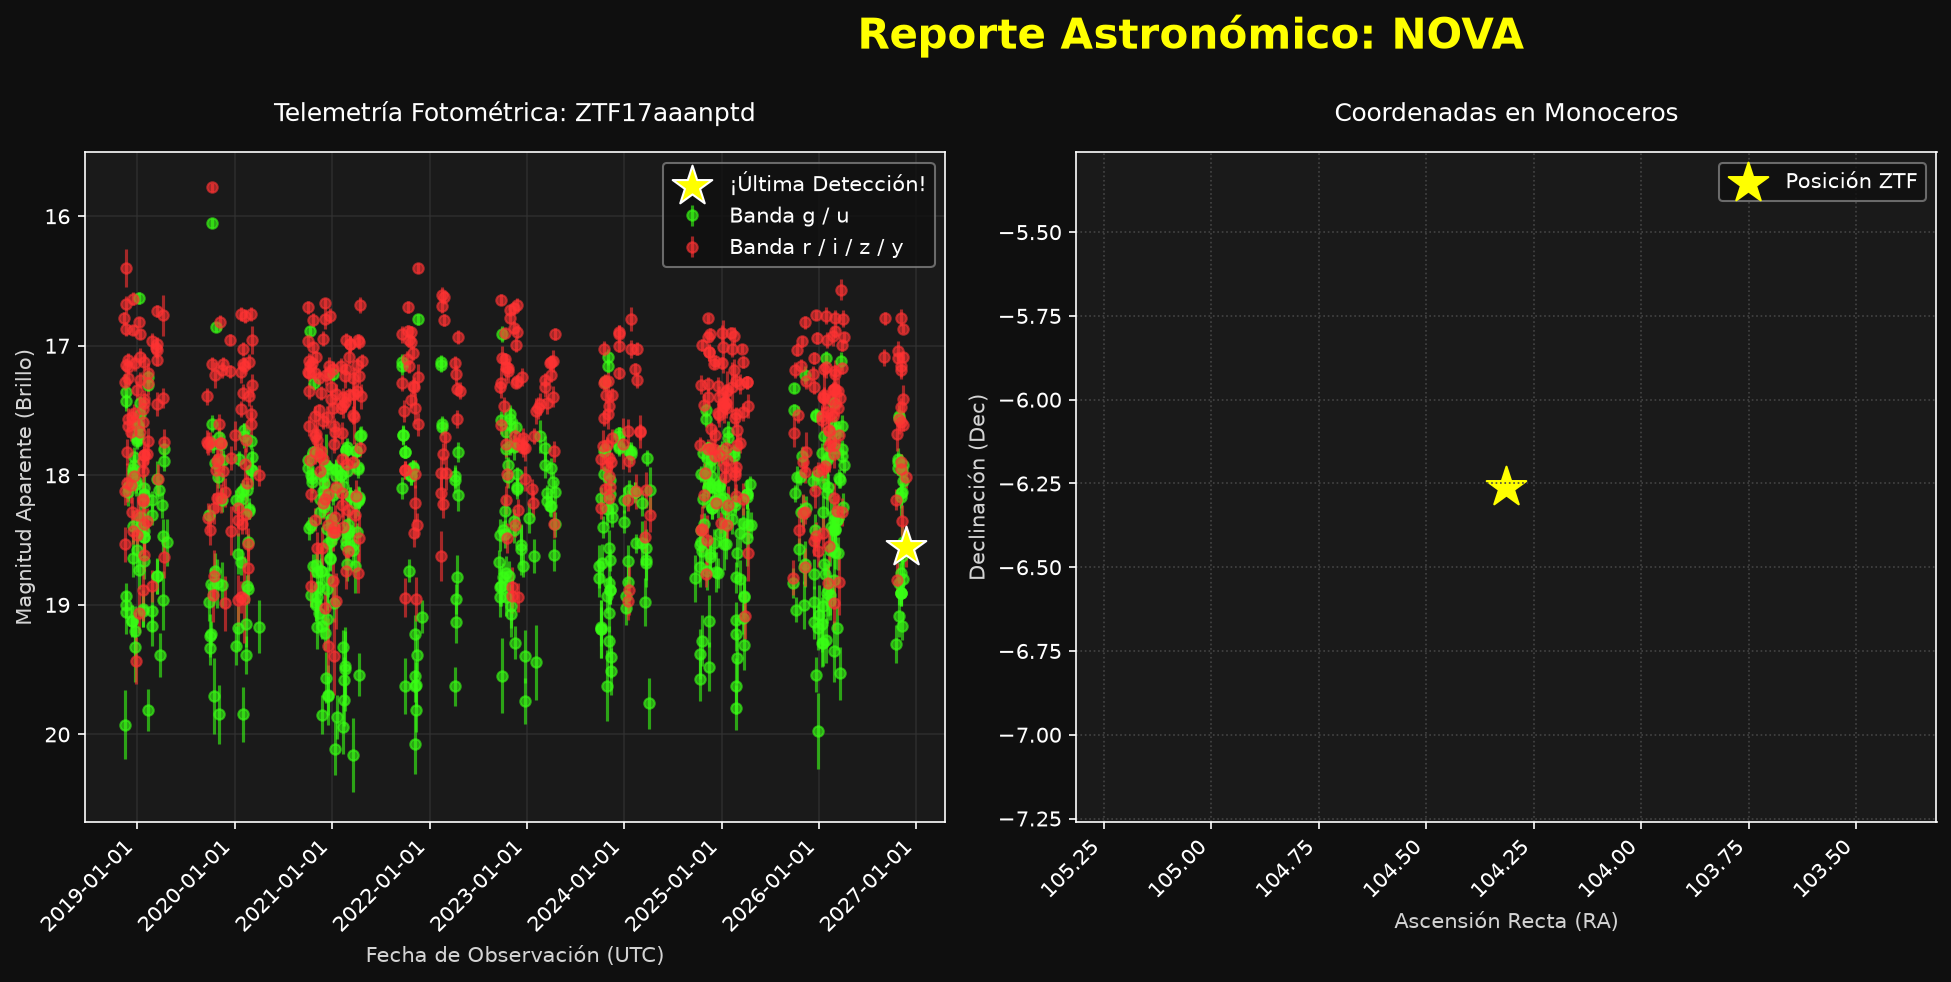 Reporte Astronómico: NOVA
Telemetría Fotométrica: ZTF17aaanptd
¡Última Detección!
Banda g / u
Banda r / i / z / y
Magnitud Aparente (Brillo)
16
17
18
19
20
2019-01-01
2020-01-01
2021-01-01
2022-01-01
2023-01-01
2024-01-01
2025-01-01
2026-01-01
2027-01-01
Fecha de Observación (UTC)
Coordenadas en Monoceros
Posición ZTF
Declinación (Dec)
−5.50
−5.75
−6.00
−6.25
−6.50
−6.75
−7.00
−7.25
105.25
105.00
104.75
104.50
104.25
104.00
103.75
103.50
Ascensión Recta (RA)